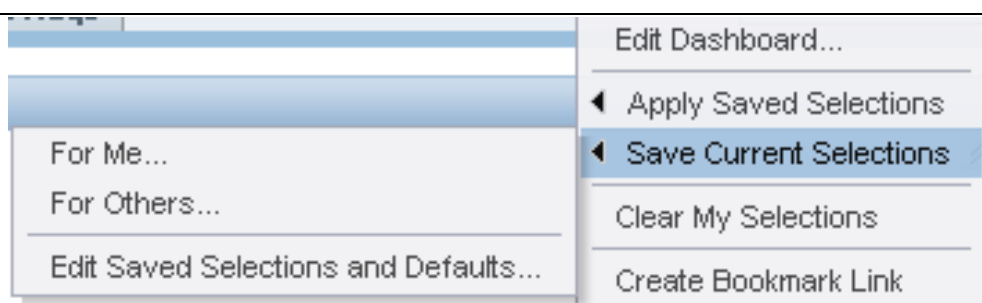 Edit Dashboard...
Apply Saved Selections
Save Current Selections
For Me...
For Others...
Edit Saved Selections and Defaults...
Clear My Selections
Create Bookmark Link